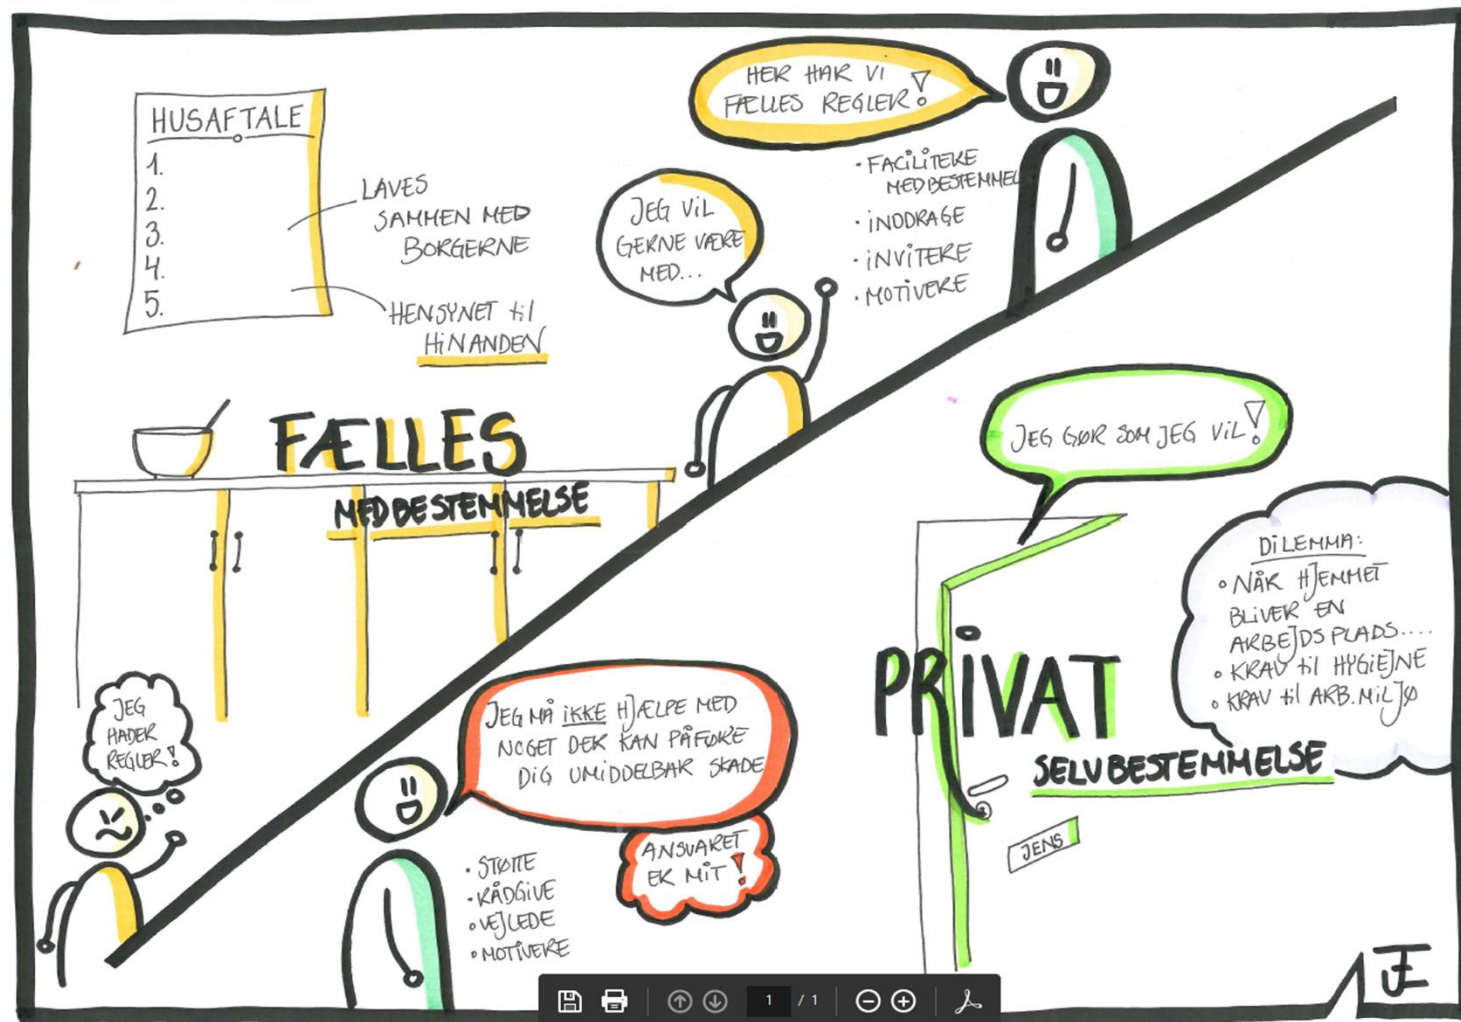 HUSAFTALE
1.
2.
3.
4.
5.
LAVES
SAMMEN MED
BORGERNE
HENSYNET til
HINANDEN
HER HAR VI
FÆLLES REGLER!
JEG VIL
GERNE VÆRE
MED...
• FACILITERE
MEDBESTEMMEL
• INDDRAGE
• INVITERE
• MOTIVERE
FÆLLES
MEDBESTEMMELSE
JEG GØR SOM JEG VIL!
DILEMMA:
• NÅR HJEMMET
BLIVER EN
ARBEJDSPLADS....
• KRAV til HYGIEJNE
• KRAV til ARB.MILJØ
PRIVAT
SELVBESTEMMELSE
JENS
JEG
HADER
REGLER!
JEG MÅ IKKE HJÆLPE MED
NOGET DER KAN PÅFØRE
DIG UMIDDELBAR SKADE
ANSVARET
ER MIT!
• STØTTE
• RÅDGIVE
• VEJLEDE
• MOTIVERE
1 / 1